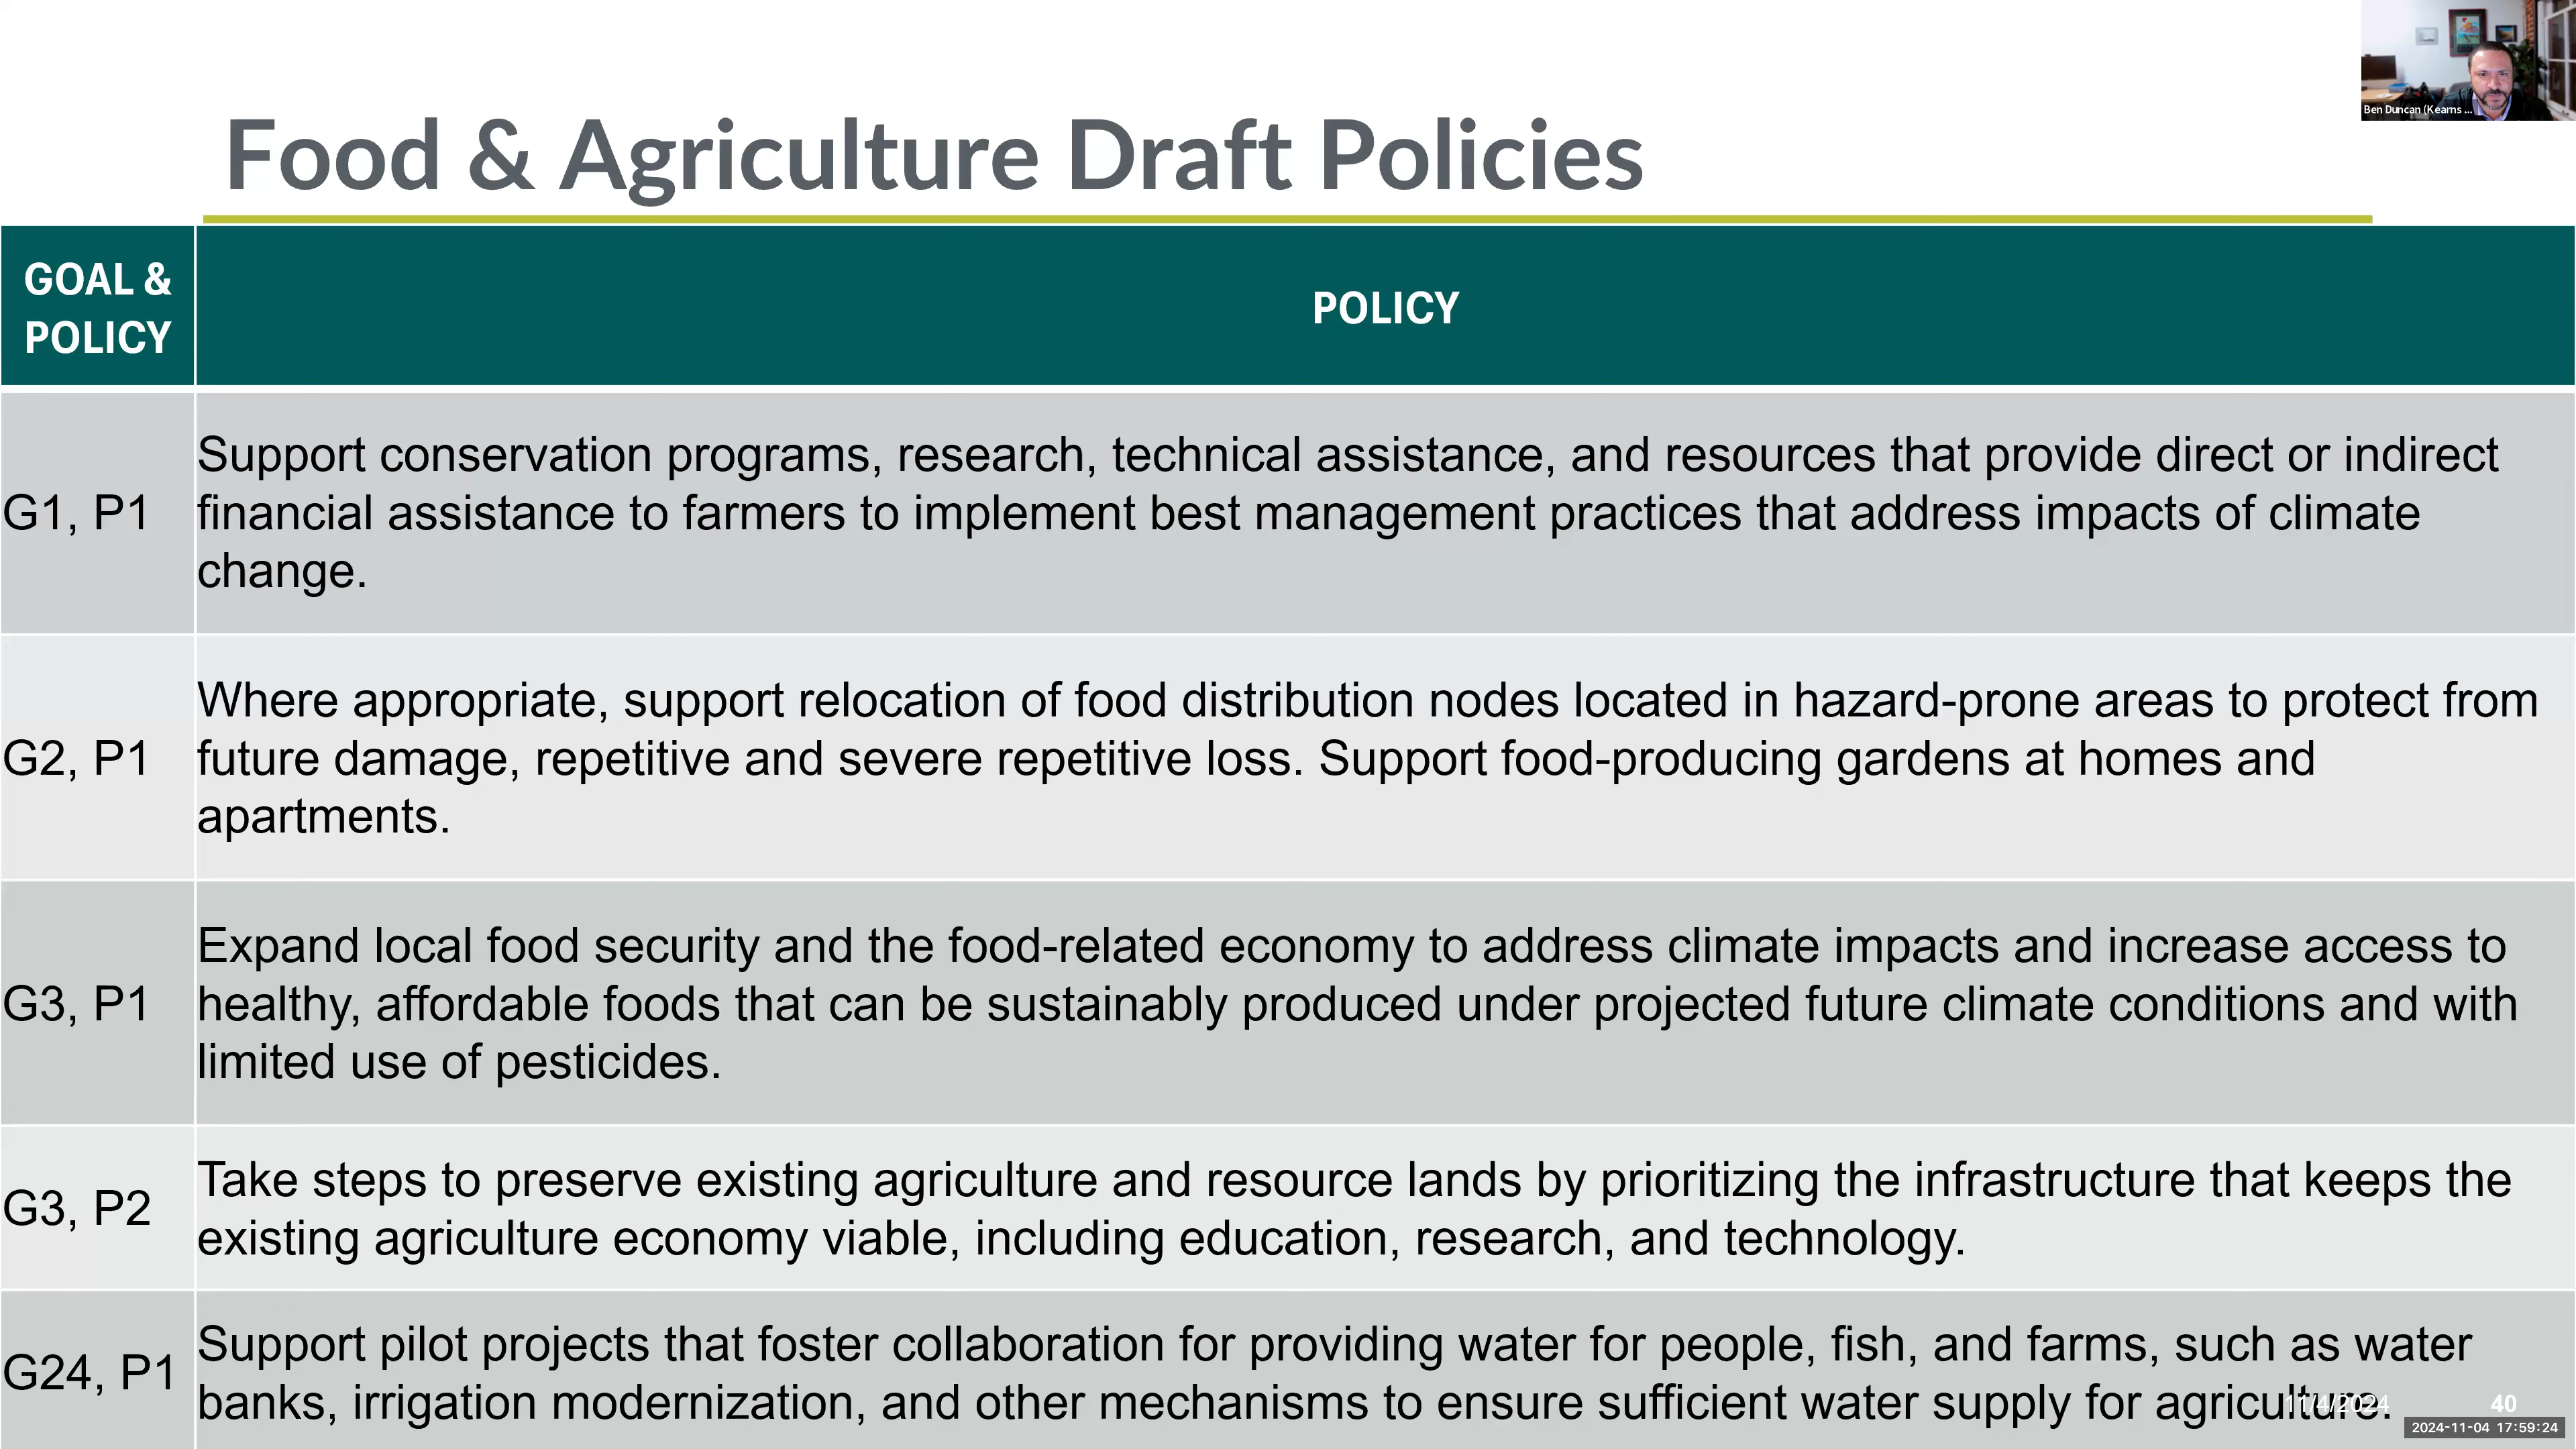 Ben Duncan (Kearns ...
Food & Agriculture Draft Policies
GOAL &
POLICY
POLICY
G1, P1
Support conservation programs, research, technical assistance, and resources that provide direct or indirect
financial assistance to farmers to implement best management practices that address impacts of climate
change.
G2, P1
Where appropriate, support relocation of food distribution nodes located in hazard-prone areas to protect from
future damage, repetitive and severe repetitive loss. Support food-producing gardens at homes and
apartments.
G3, P1
Expand local food security and the food-related economy to address climate impacts and increase access to
healthy, affordable foods that can be sustainably produced under projected future climate conditions and with
limited use of pesticides.
G3, P2
Take steps to preserve existing agriculture and resource lands by prioritizing the infrastructure that keeps the
existing agriculture economy viable, including education, research, and technology.
G24, P1
Support pilot projects that foster collaboration for providing water for people, fish, and farms, such as water
banks, irrigation modernization, and other mechanisms to ensure sufficient water supply for agriculture.
11/4/2024
40
2024-11-04 17:59:24